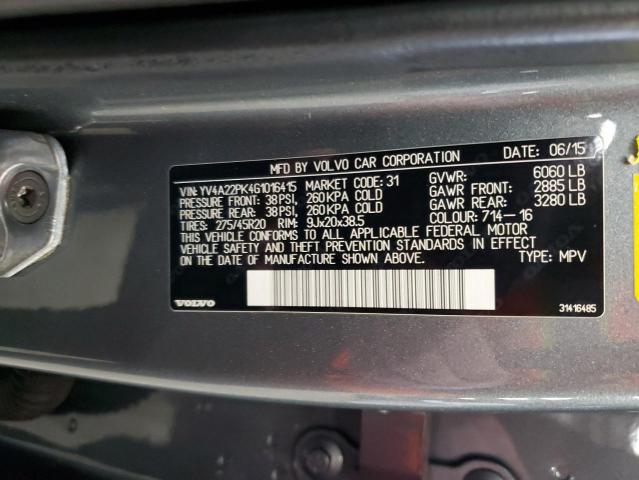 MFD BY VOLVO CAR CORPORATION DATE: 06/15
VIN: YV4A22PK461016415 MARKET CODE: 31 GVWR: 6060 LB
PRESSURE FRONT: 38PSI, 260KPA COLD GAWR FRONT: 2885 LB
PRESSURE REAR: 38 PSI, 260KPA COLD GAWR REAR: 3280 LB
TIRES: 275/45R20 RIM: 9Jx20x38.5 COLOUR: 714-16
THIS VEHICLE CONFORMS TO ALL APPLICABLE FEDERAL MOTOR
VEHICLE SAFETY AND THEFT PREVENTION STANDARDS IN EFFECT
ON THE DATE OF MANUFACTURE SHOWN ABOVE. TYPE: MPV
VOLVO
31416485